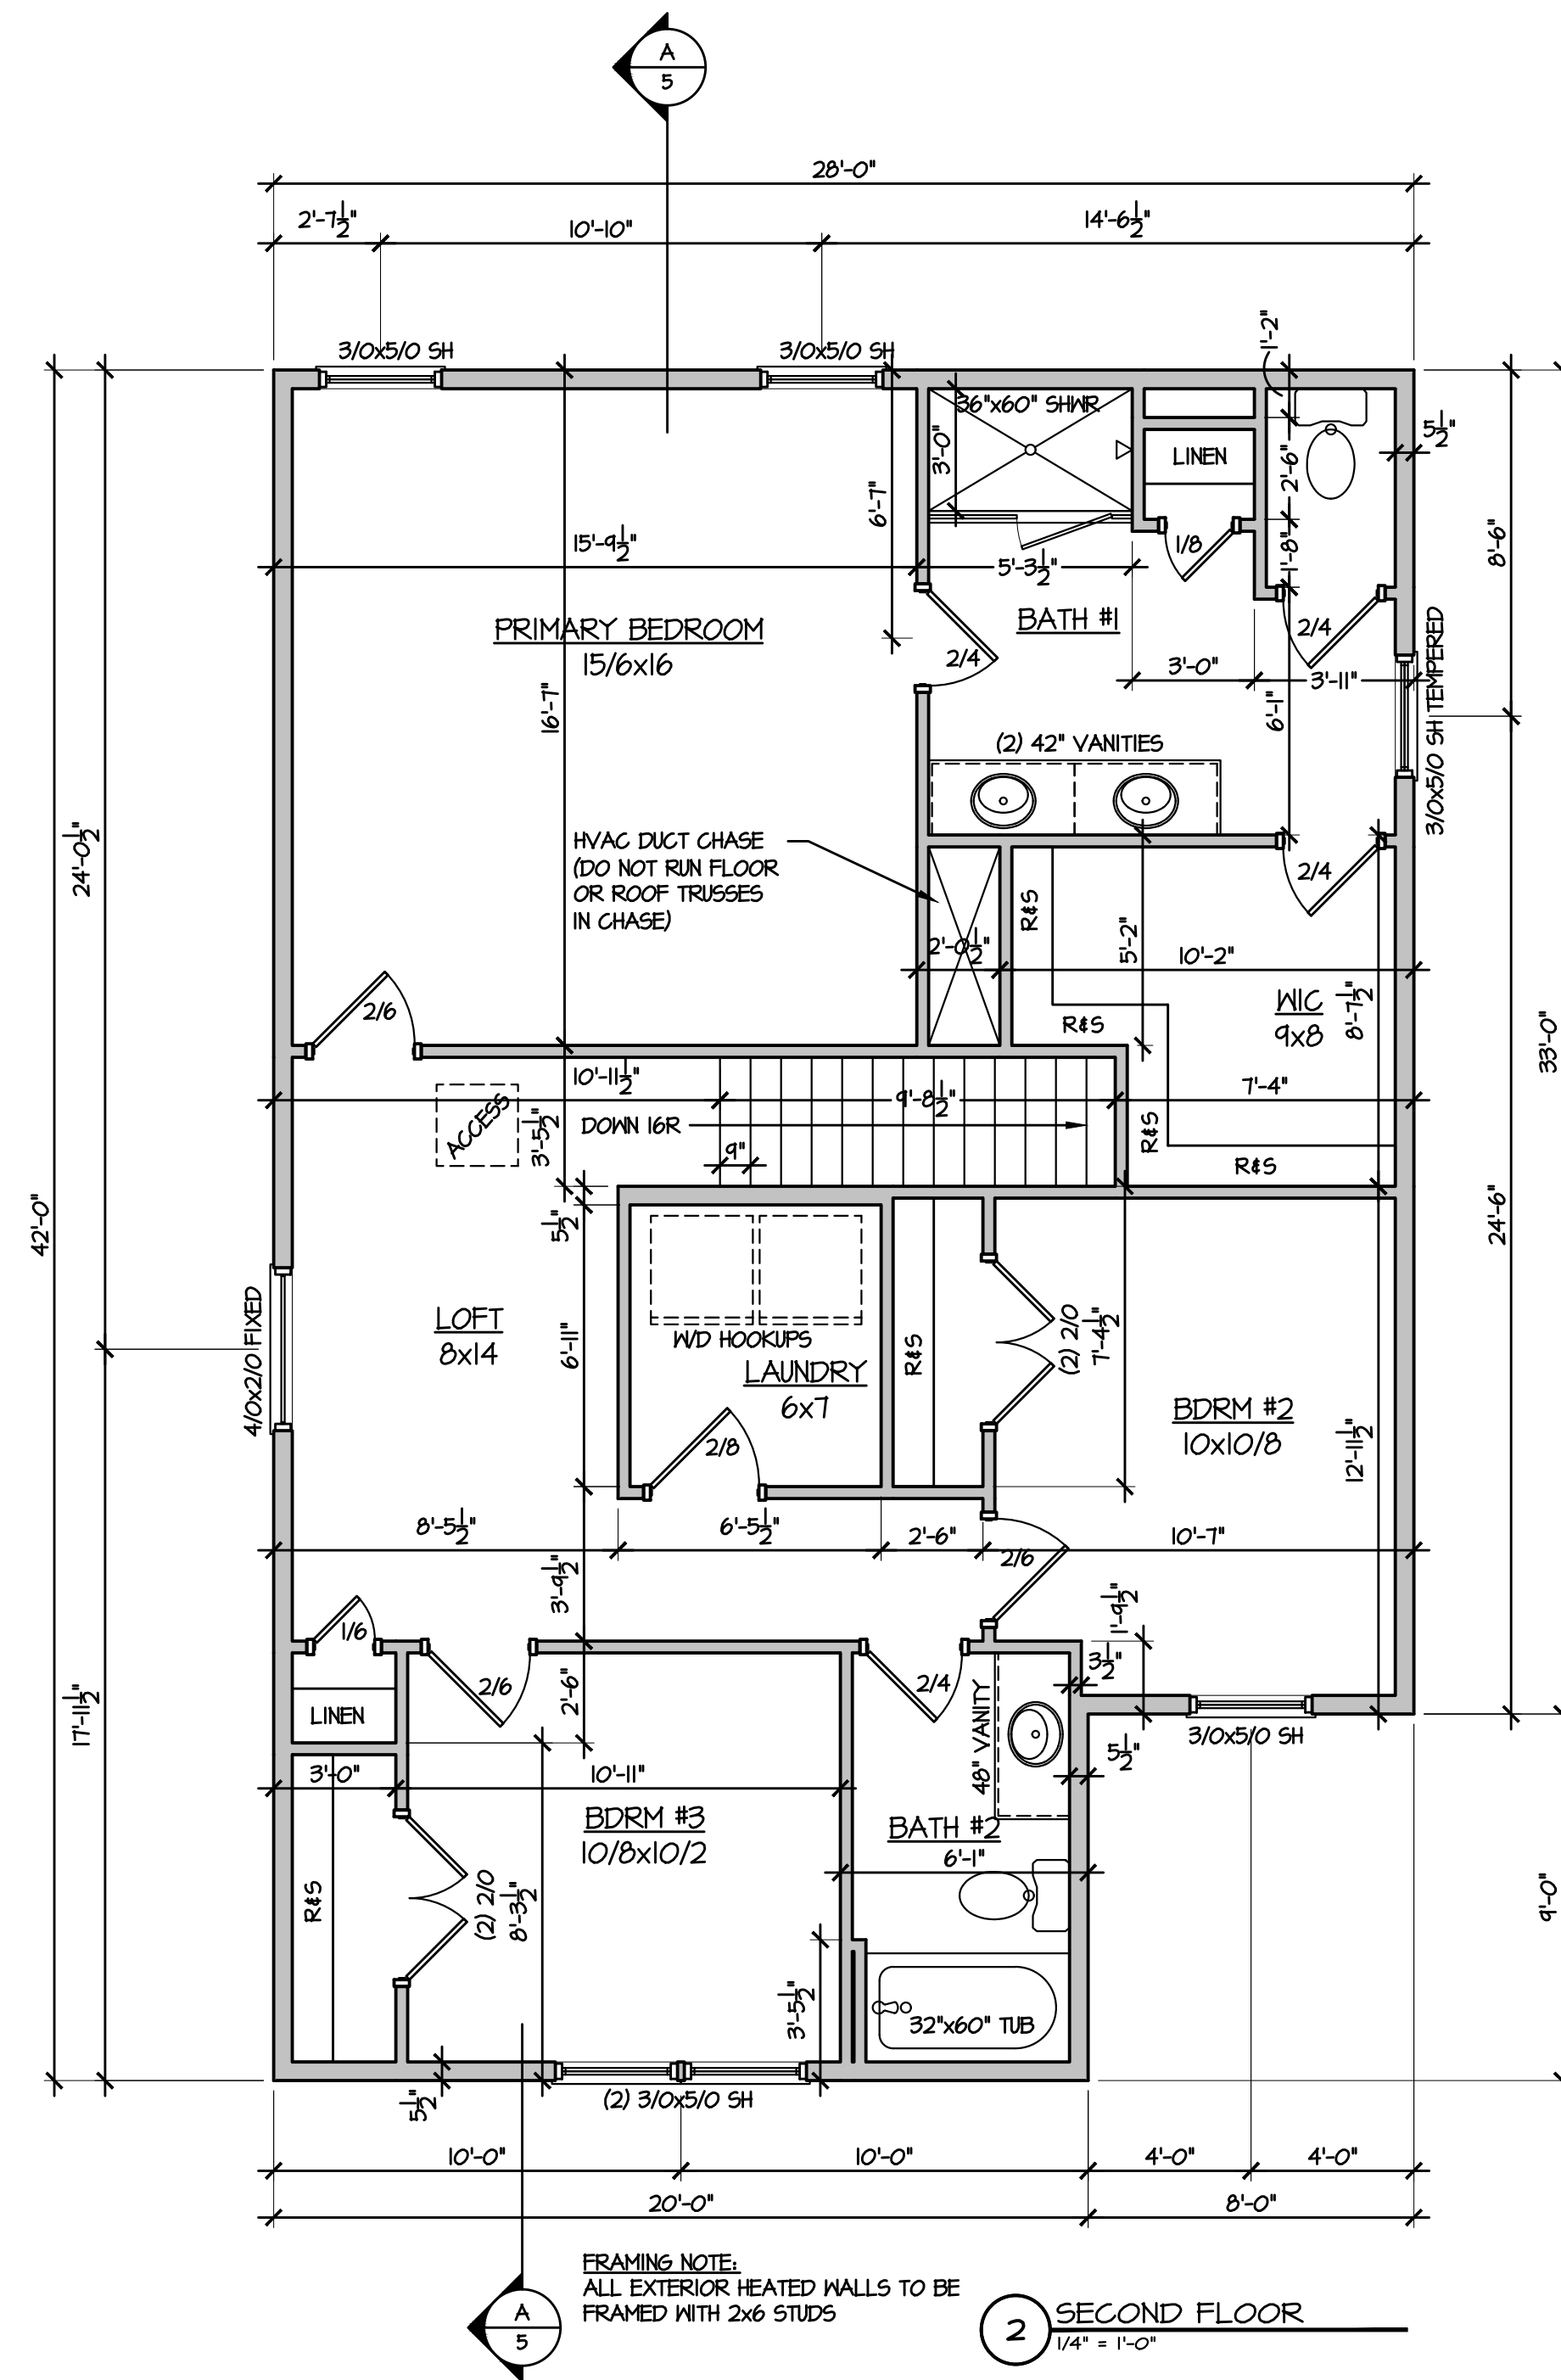 A
5
28'-0"
2'-7 1/2"
10'-10"
14'-6 1/2"
3/0x5/0 SH
3/0x5/0 SH
1'-2"
36"x60" SHWR
3'-0"
LINEN
2'-6"
5 1/2"
6'-7"
8'-6"
15'-9 1/2"
5'-3 1/2"
1/8
1'-8"
PRIMARY BEDROOM
15/6x16
BATH #1
2/4
2/4
3'-0"
3'-11"
3/0x5/0 SH TEMPERED
16'-7"
6'-1"
(2) 42" VANITIES
24'-0 1/2"
HVAC DUCT CHASE
(DO NOT RUN FLOOR
OR ROOF TRUSSES
IN CHASE)
2/4
R&S
5'-2"
2'-0 1/2"
10'-2"
WIC
9x8
8'-7 1/2"
R&S
2/6
33'-0"
10'-11 1/2"
9'-8 1/2"
7'-4"
ACCESS
3'-5 1/2"
DOWN 16R
9"
R&S
R&S
42'-0"
24'-6"
5 1/2"
4/0x2/0 FIXED
LOFT
8x14
6'-11"
W/D HOOKUPS
LAUNDRY
6x7
R&S
(2) 2/0
7'-4 1/2"
BDRM #2
10x10/8
12'-11 1/2"
2/8
8'-5 1/2"
6'-5 1/2"
2'-6"
10'-7"
2/6
3'-9 1/2"
1'-9 1/2"
1/6
3 1/2"
17'-11 1/2"
2/6
2'-6"
2/4
48" VANITY
LINEN
3/0x5/0 SH
5 1/2"
3'-0"
10'-11"
BDRM #3
10/8x10/2
BATH #2
6'-1"
R&S
(2) 2/0
8'-3 1/2"
9'-0"
3'-5 1/2"
32"x60" TUB
5 1/2"
(2) 3/0x5/0 SH
10'-0"
10'-0"
4'-0"
4'-0"
20'-0"
8'-0"
FRAMING NOTE:
ALL EXTERIOR HEATED WALLS TO BE
FRAMED WITH 2x6 STUDS
A
5
2
SECOND FLOOR
1/4" = 1'-0"